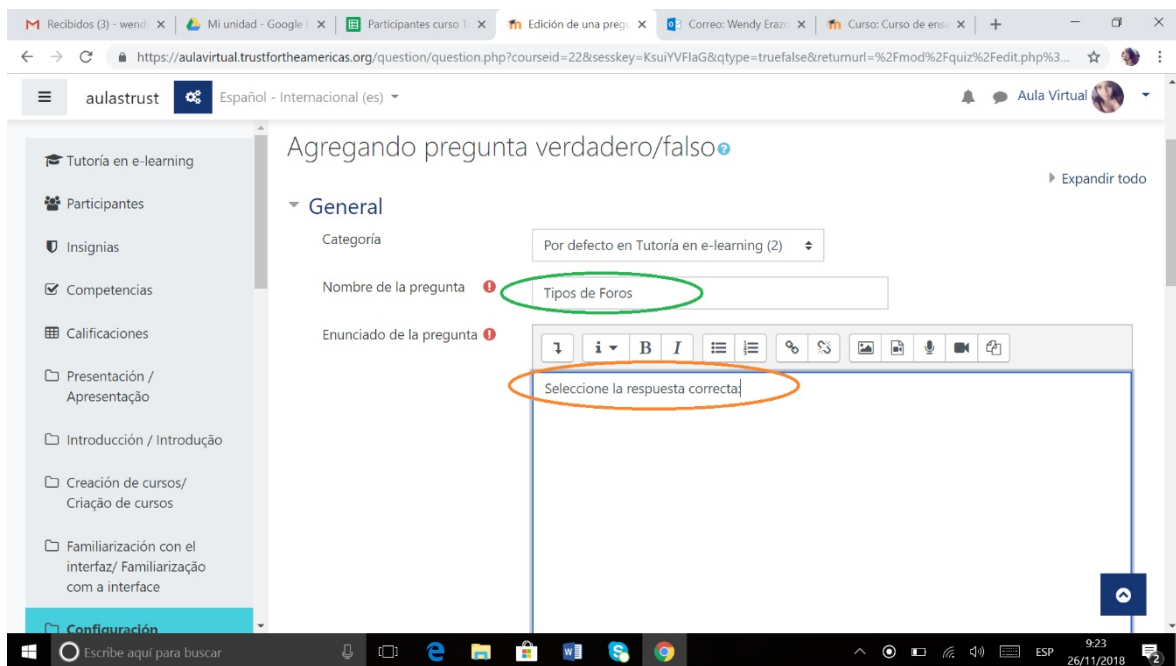 Recibidos (3) - wend
Mi unidad - Google
Participantes curso T
Edición de una preg
Correo: Wendy Erazo
Curso: Curso de ens
https://aulavirtual.trustfortheamericas.org/question/question.php?courseid=22&sesskey=KsuiYVFlaG&qtype=truefalse&returnurl=%2Fmod%2Fquiz%2Fedit.php%3...
aulastrust
Español - Internacional (es)
Aula Virtual
Tutoría en e-learning
Participantes
Insignias
Competencias
Calificaciones
Presentación /
Apresentação
Introducción / Introdução
Creación de cursos/
Criação de cursos
Familiarización con el
interfaz/ Familiarização
com a interface
Configuración
Agregando pregunta verdadero/falso
Expandir todo
General
Categoría
Por defecto en Tutoría en e-learning (2)
Nombre de la pregunta
Tipos de Foros
Enunciado de la pregunta
i B I
Seleccione la respuesta correcta:
Escribe aquí para buscar
ESP
9:23
26/11/2018
2